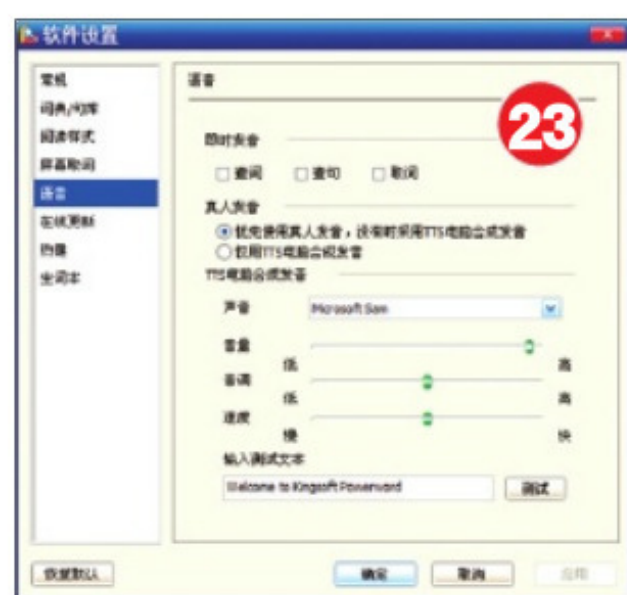 软件设置
常规
词典/句库
阅读样式
屏幕取词
语音
在线更新
热键
生词本
语音
23
即时发音
查词 查句 取词
真人发音
优先使用真人发音，没有时采用TTS电脑合成发音
仅用TTS电脑合成发音
TTS电脑合成发音
声音 Microsoft Sam
音量
低 高
音调
低 高
速度
慢 快
输入测试文本
Welcome to Kingsoft Powerword 测试
恢复默认 确定 取消 应用